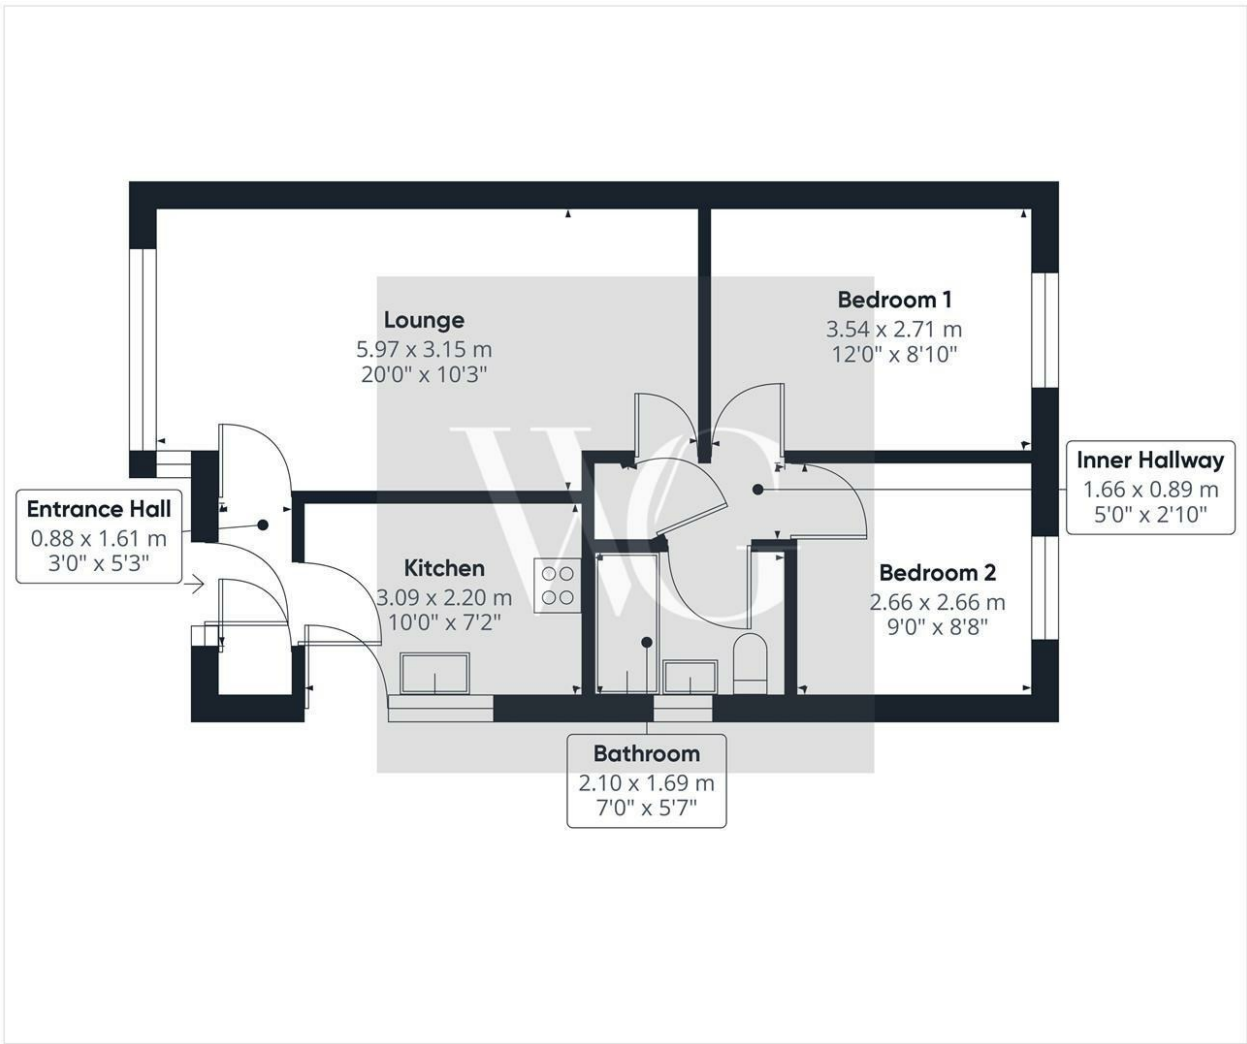 Lounge
5.97 x 3.15 m
20'0" x 10'3"
Bedroom 1
3.54 x 2.71 m
12'0" x 8'10"
Inner Hallway
1.66 x 0.89 m
5'0" x 2'10"
Entrance Hall
0.88 x 1.61 m
3'0" x 5'3"
Kitchen
3.09 x 2.20 m
10'0" x 7'2"
Bedroom 2
2.66 x 2.66 m
9'0" x 8'8"
Bathroom
2.10 x 1.69 m
7'0" x 5'7"
WG